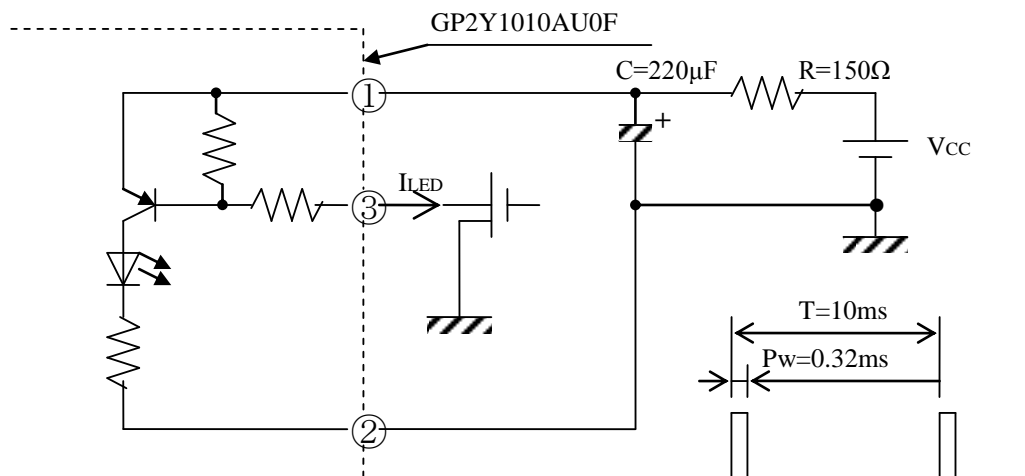 GP2Y1010AU0F
C=220μF R=150Ω
①
+
VCC
ILED
③
T=10ms
Pw=0.32ms
②